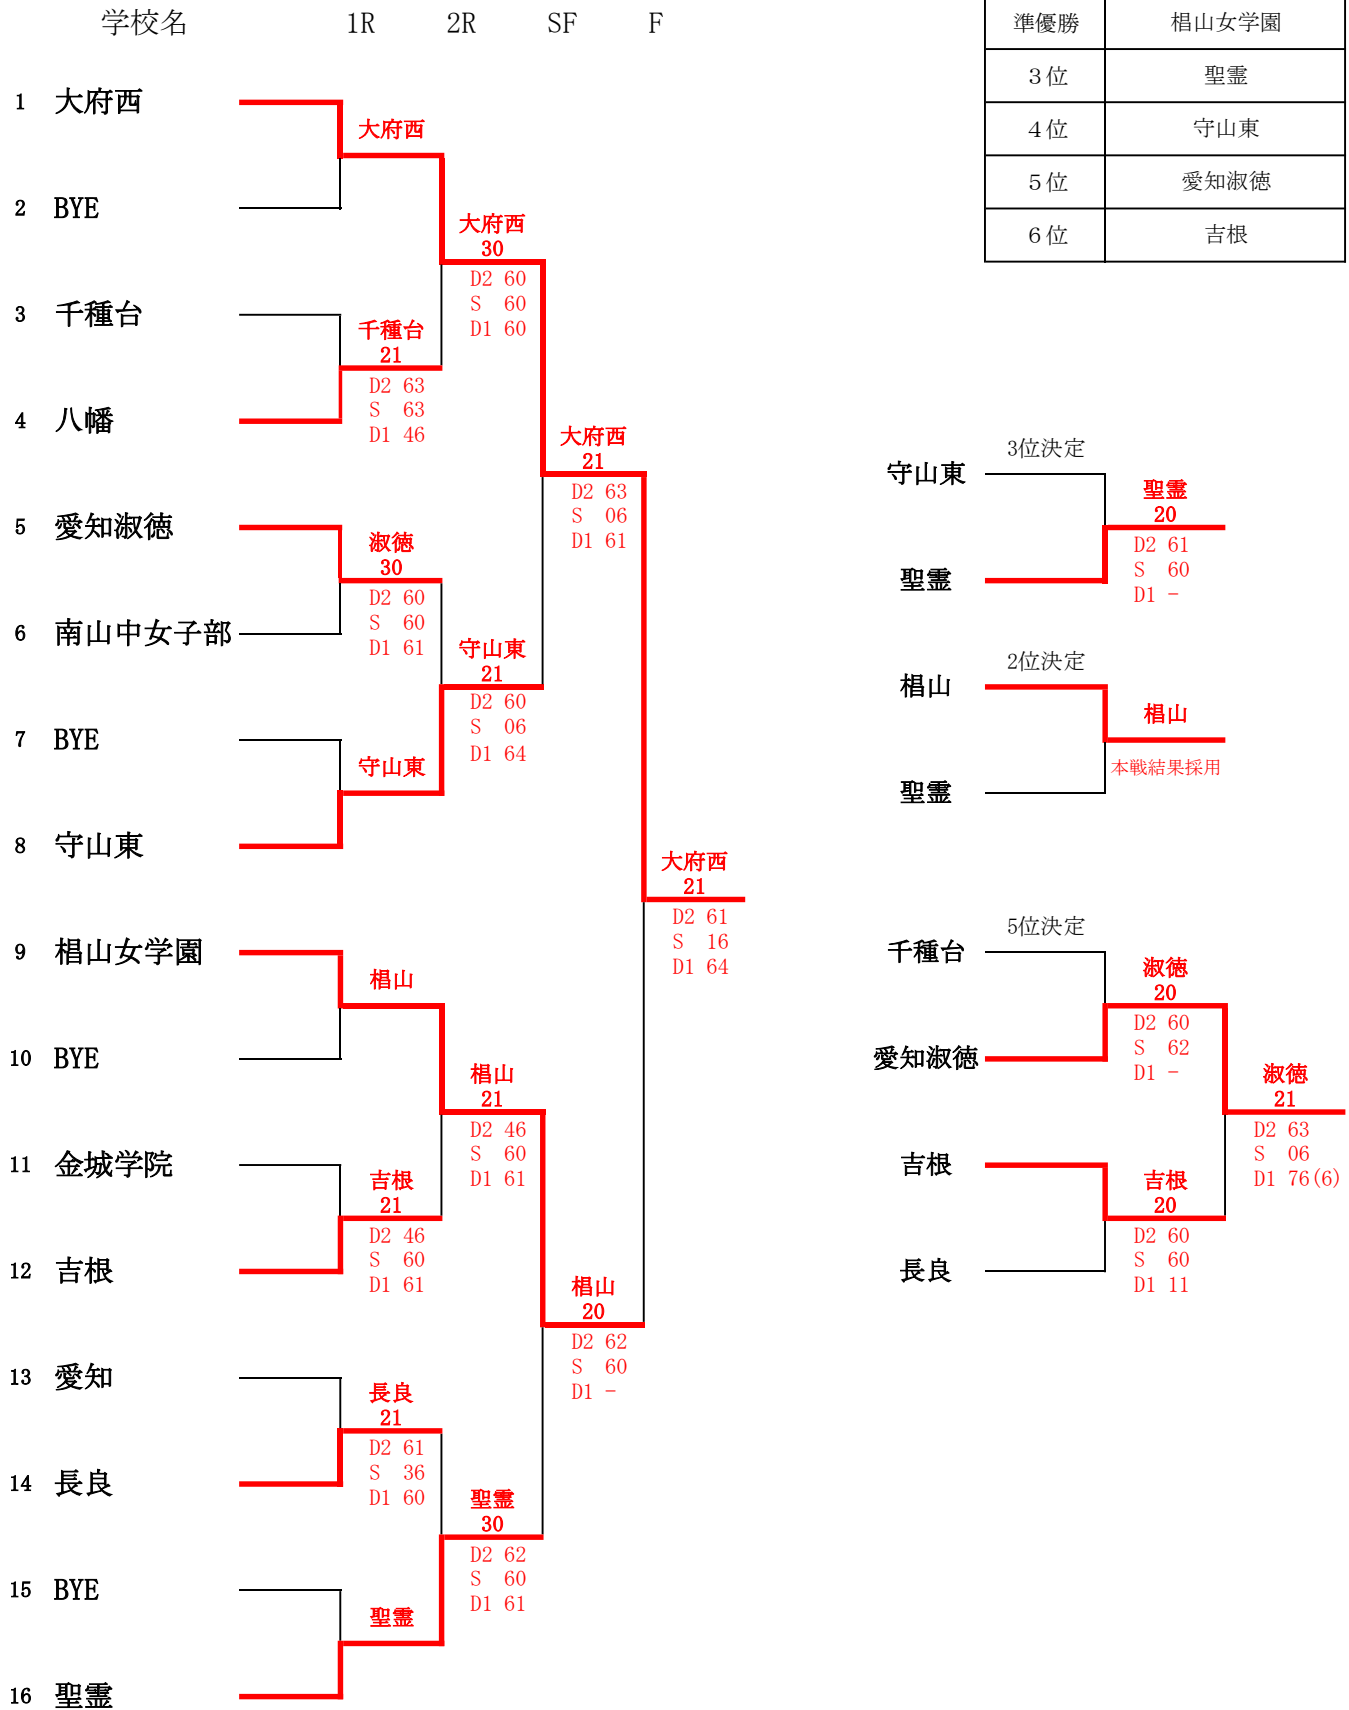 学校名 1R 2R SF F
準優勝 椙山女学園
３位 聖霊
４位 守山東
５位 愛知淑徳
６位 吉根
1 大府西
2 BYE
3 千種台
4 八幡
5 愛知淑徳
6 南山中女子部
7 BYE
8 守山東
9 椙山女学園
10 BYE
11 金城学院
12 吉根
13 愛知
14 長良
15 BYE
16 聖霊
大府西
千種台
21
D2 63
S 63
D1 46
淑徳
30
D2 60
S 60
D1 61
守山東
椙山
吉根
21
D2 46
S 60
D1 61
長良
21
D2 61
S 36
D1 60
聖霊
大府西
30
D2 60
S 60
D1 60
守山東
21
D2 60
S 06
D1 64
椙山
21
D2 46
S 60
D1 61
聖霊
30
D2 62
S 60
D1 61
大府西
21
D2 63
S 06
D1 61
椙山
20
D2 62
S 60
D1 −
大府西
21
D2 61
S 16
D1 64
3位決定
守山東
聖霊
聖霊
20
D2 61
S 60
D1 −
2位決定
椙山
聖霊
椙山
本戦結果採用
5位決定
千種台
愛知淑徳
淑徳
20
D2 60
S 62
D1 −
吉根
長良
吉根
20
D2 60
S 60
D1 11
淑徳
21
D2 63
S 06
D1 76(6)